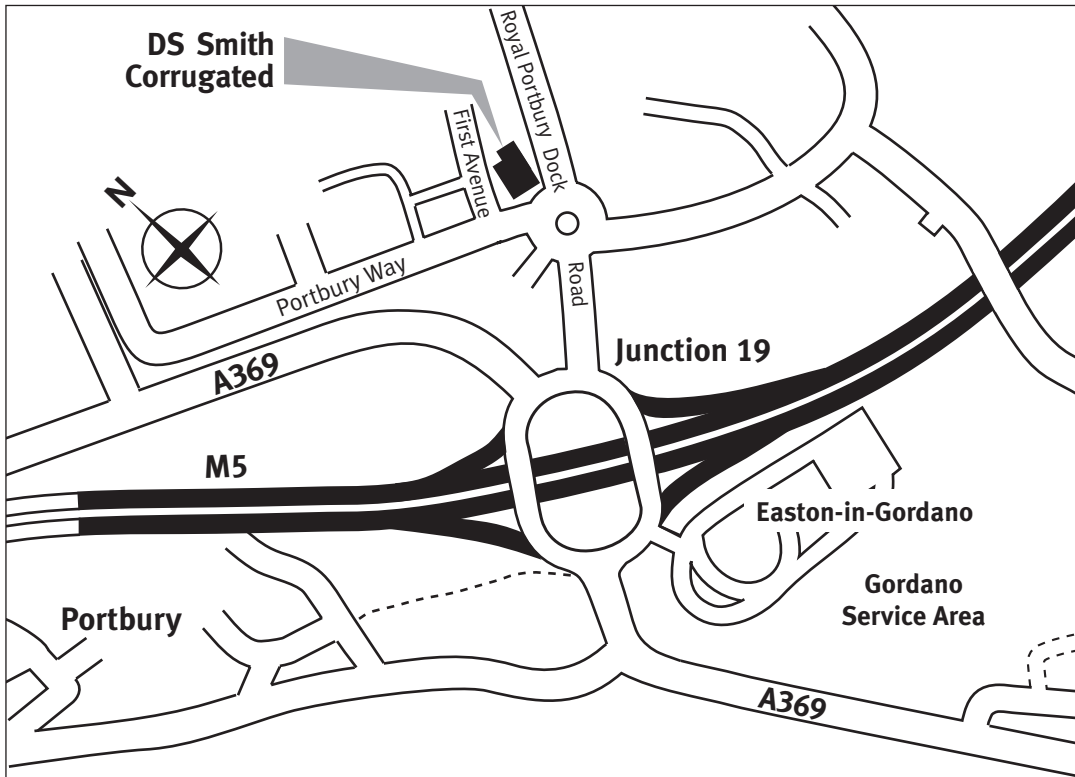 DS Smith
Corrugated
Royal Portbury Dock
First Avenue
N
Portbury Way
Road
A369
Junction 19
M5
Easton-in-Gordano
Gordano
Service Area
Portbury
A369